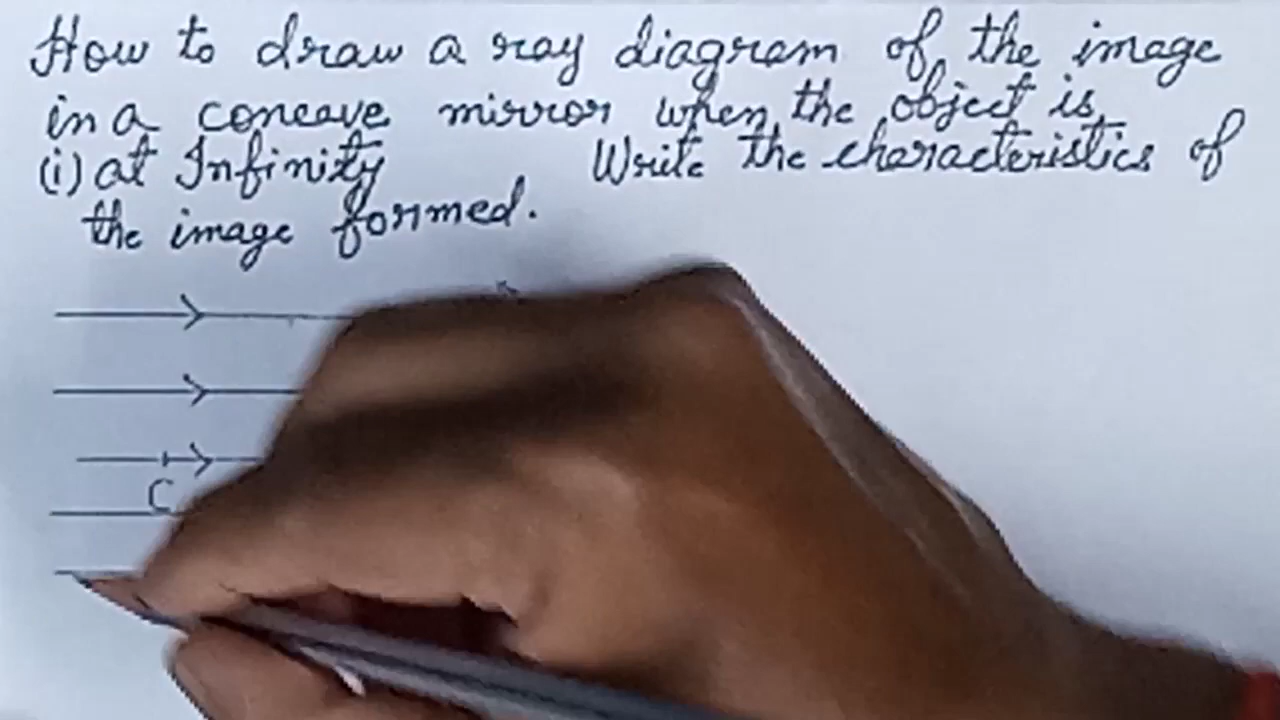 How to draw a ray diagram of the image
in a concave mirror when the object is
(i) at Infinity Write the characteristics of
the image formed.
C